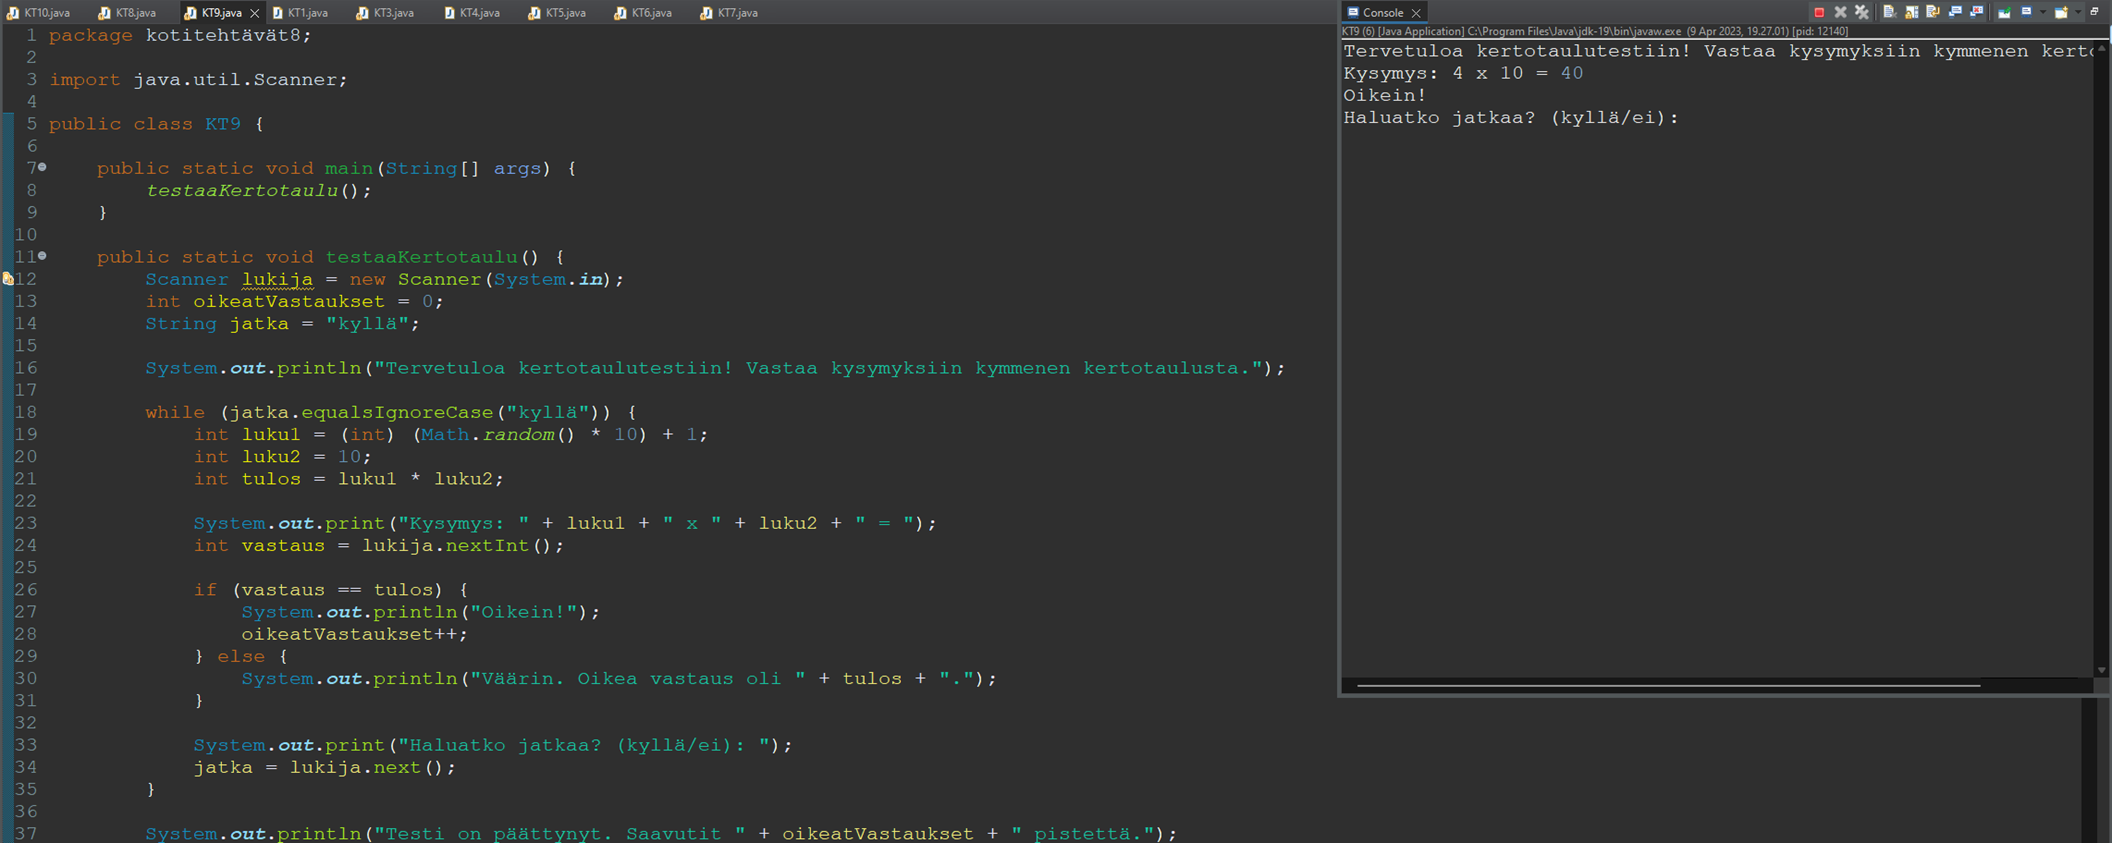 KT10.java KT8.java KT9.java KT1.java KT3.java KT4.java KT5.java KT6.java KT7.java
1 package kotitehtävät8;
2
3 import java.util.Scanner;
4
5 public class KT9 {
6
7 public static void main(String[] args) {
8 testaaKertotaulu();
9 }
10
11 public static void testaaKertotaulu() {
12 Scanner lukija = new Scanner(System.in);
13 int oikeatVastaukset = 0;
14 String jatka = "kyllä";
15
16 System.out.println("Tervetuloa kertotaulutestiin! Vastaa kysymyksiin kymmenen kertotaulusta.");
17
18 while (jatka.equalsIgnoreCase("kyllä")) {
19 int luku1 = (int) (Math.random() * 10) + 1;
20 int luku2 = 10;
21 int tulos = luku1 * luku2;
22
23 System.out.print("Kysymys: " + luku1 + " x " + luku2 + " = ");
24 int vastaus = lukija.nextInt();
25
26 if (vastaus == tulos) {
27 System.out.println("Oikein!");
28 oikeatVastaukset++;
29 } else {
30 System.out.println("Väärin. Oikea vastaus oli " + tulos + ".");
31 }
32
33 System.out.print("Haluatko jatkaa? (kyllä/ei): ");
34 jatka = lukija.next();
35 }
36
37 System.out.println("Testi on päättynyt. Saavutit " + oikeatVastaukset + " pistettä.");
Console
KT9 (6) [Java Application] C:\Program Files\Java\jdk-19\bin\javaw.exe (9 Apr 2023, 19.27.01) [pid: 12140]
Tervetuloa kertotaulutestiin! Vastaa kysymyksiin kymmenen kerto
Kysymys: 4 x 10 = 40
Oikein!
Haluatko jatkaa? (kyllä/ei):